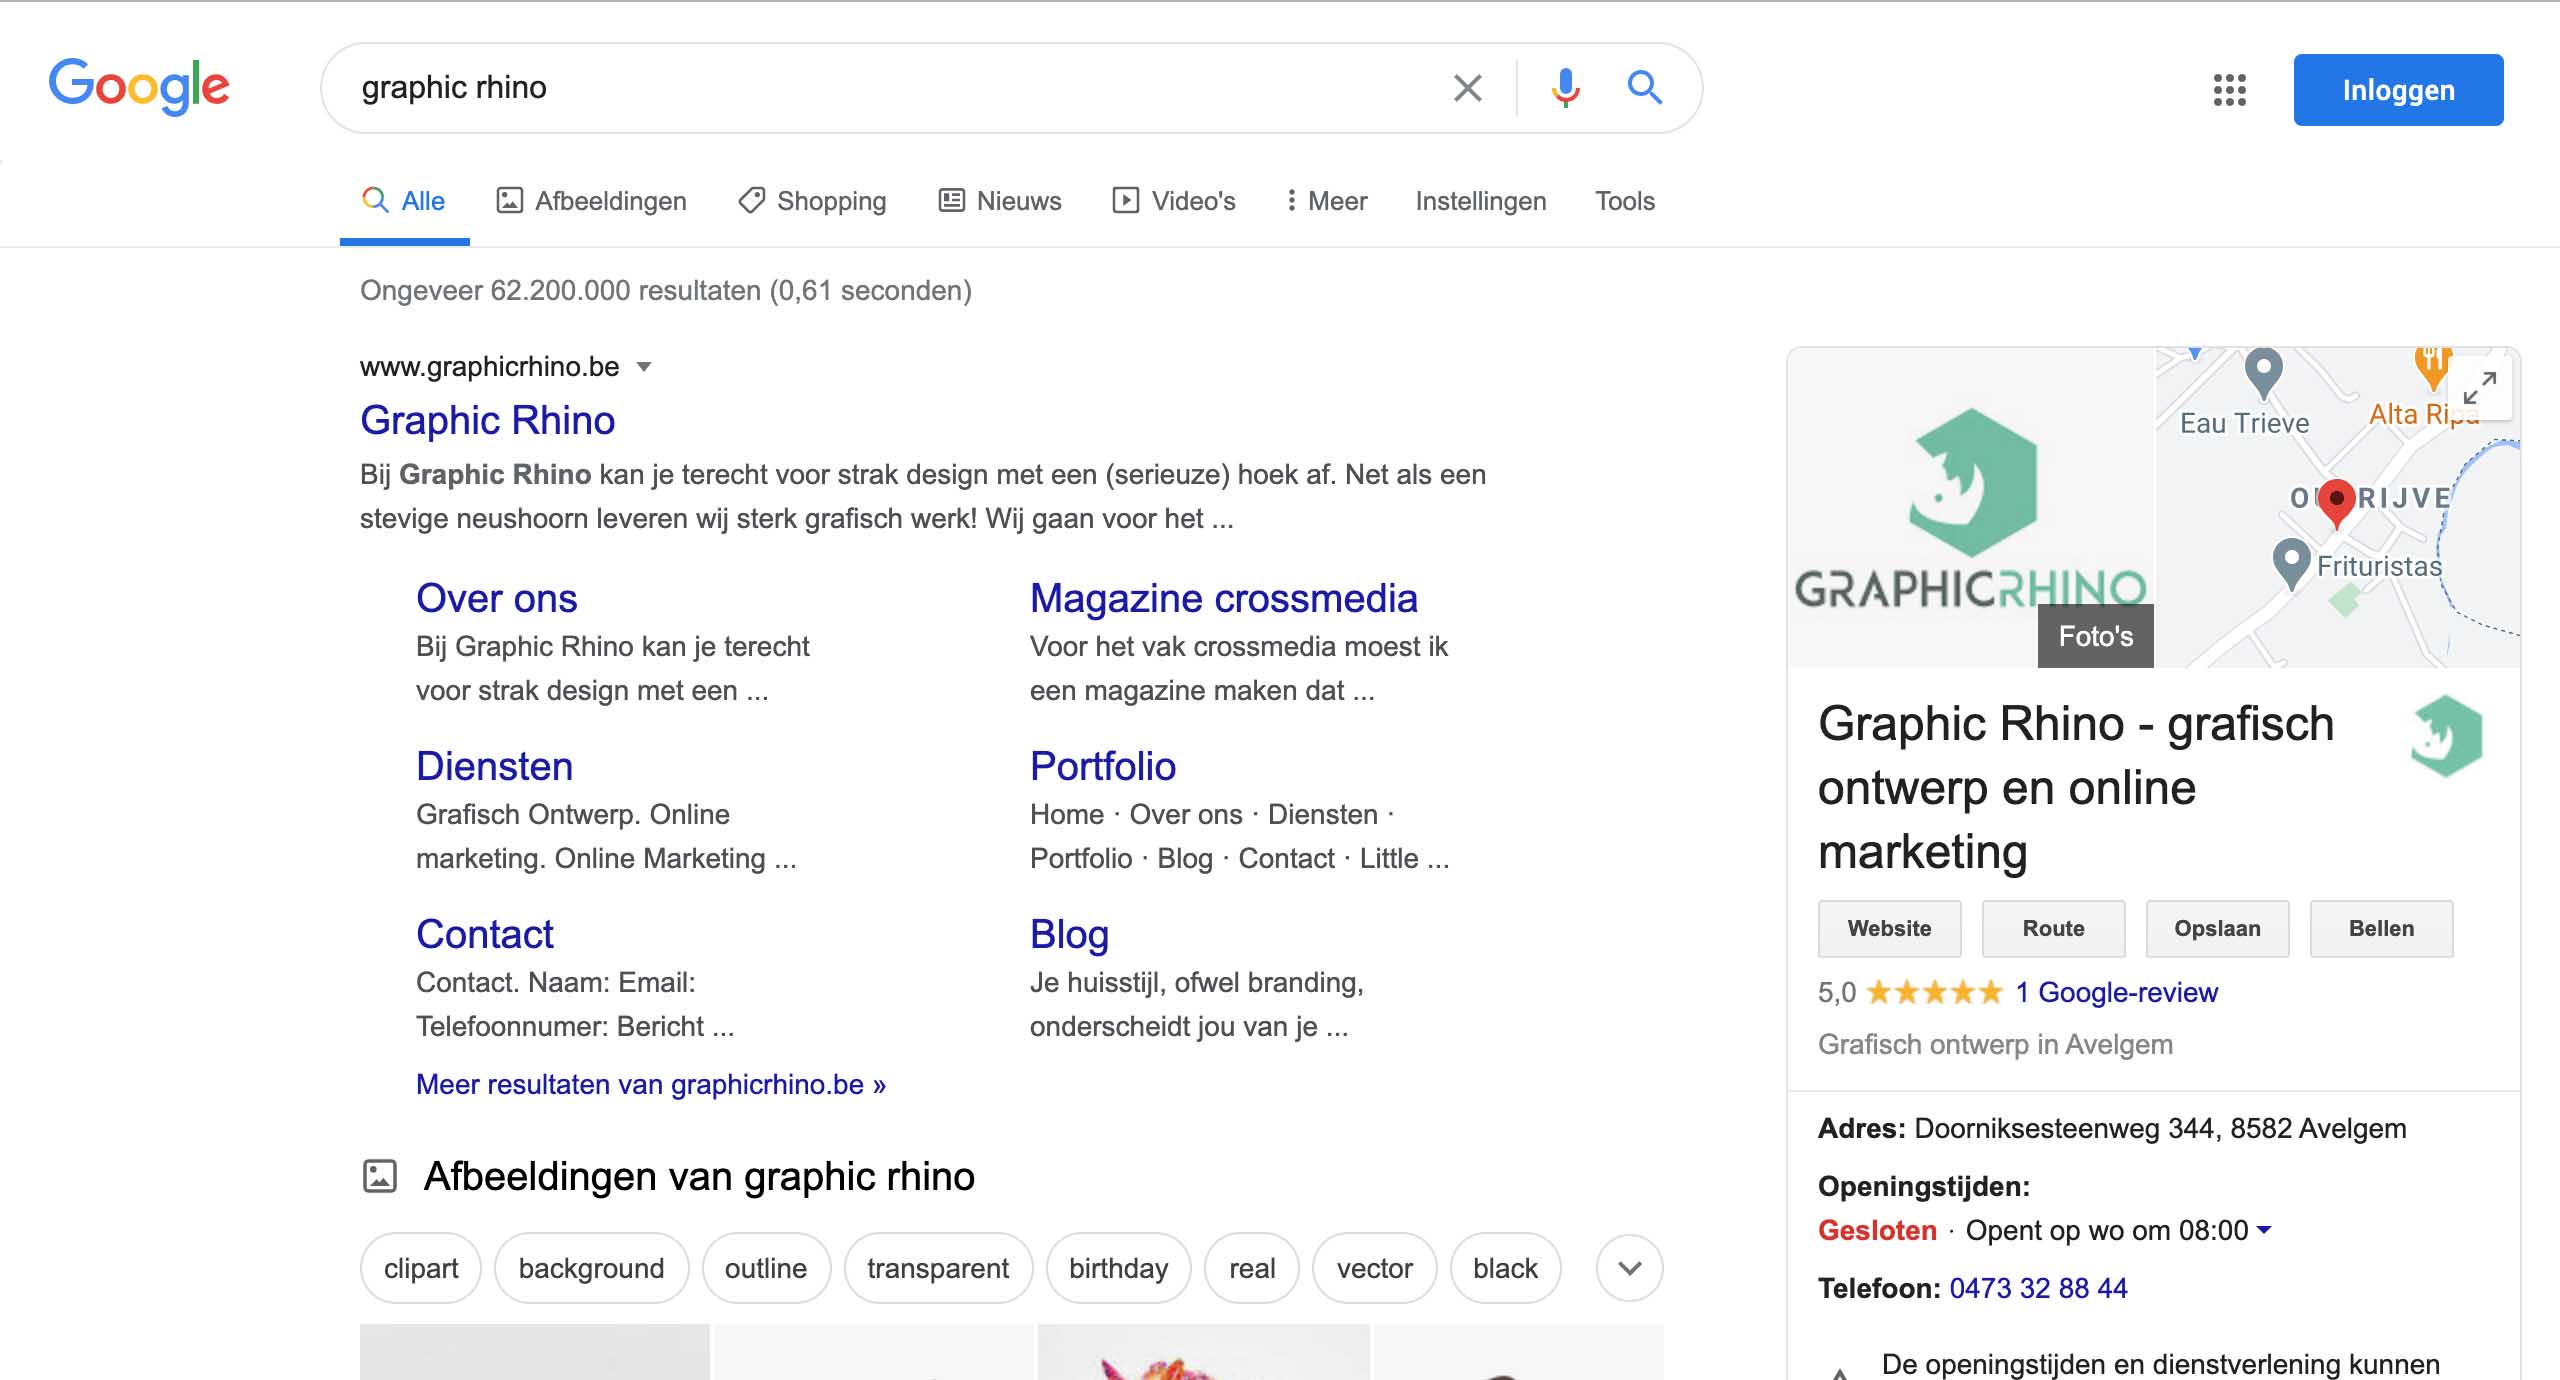 Google
graphic rhino
Inloggen
Alle
Afbeeldingen
Shopping
Nieuws
Video's
Meer
Instellingen
Tools
Ongeveer 62.200.000 resultaten (0,61 seconden)
www.graphicrhino.be
Graphic Rhino
Bij Graphic Rhino kan je terecht voor strak design met een (serieuze) hoek af. Net als een
stevige neushoorn leveren wij sterk grafisch werk! Wij gaan voor het ...
Over ons
Bij Graphic Rhino kan je terecht
voor strak design met een ...
Magazine crossmedia
Voor het vak crossmedia moest ik
een magazine maken dat ...
Diensten
Grafisch Ontwerp. Online
marketing. Online Marketing ...
Portfolio
Home · Over ons · Diensten ·
Portfolio · Blog · Contact · Little ...
Contact
Contact. Naam: Email:
Telefoonnumer: Bericht ...
Blog
Je huisstijl, ofwel branding,
onderscheidt jou van je ...
Meer resultaten van graphicrhino.be »
Afbeeldingen van graphic rhino
clipart
background
outline
transparent
birthday
real
vector
black
GRAPHICRHINO
Foto's
Eau Trieve
Alta Ripa
Frituristas
Graphic Rhino - grafisch
ontwerp en online
marketing
Website
Route
Opslaan
Bellen
5,0 1 Google-review
Grafisch ontwerp in Avelgem
Adres: Doorniksesteenweg 344, 8582 Avelgem
Openingstijden:
Gesloten · Opent op wo om 08:00
Telefoon: 0473 32 88 44
De openingstijden en dienstverlening kunnen